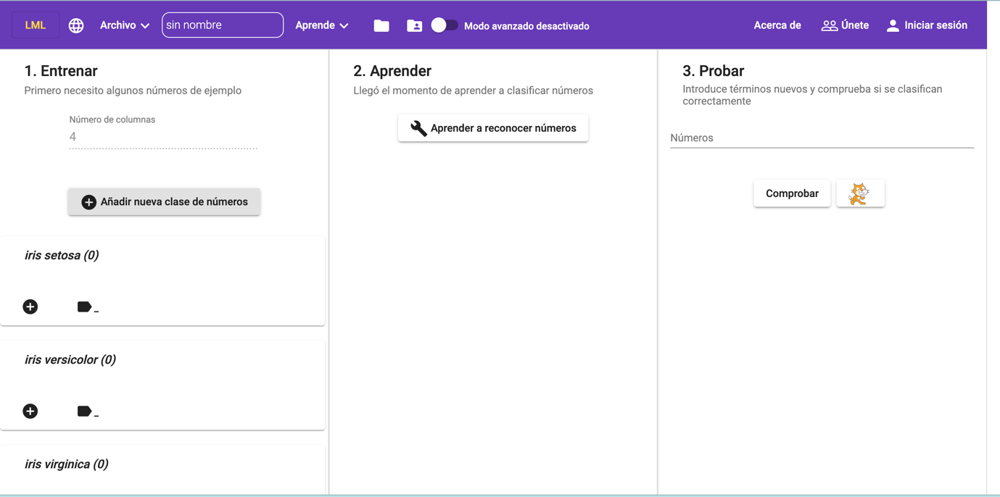 LML Archivo sin nombre Aprende Modo avanzado desactivado Acerca de Únete Iniciar sesión
1. Entrenar
Primero necesito algunos números de ejemplo
Número de columnas
4
Añadir nueva clase de números
iris setosa (0)
_
iris versicolor (0)
_
iris virginica (0)
2. Aprender
Llegó el momento de aprender a clasificar números
Aprender a reconocer números
3. Probar
Introduce términos nuevos y comprueba si se clasifican
correctamente
Números
Comprobar